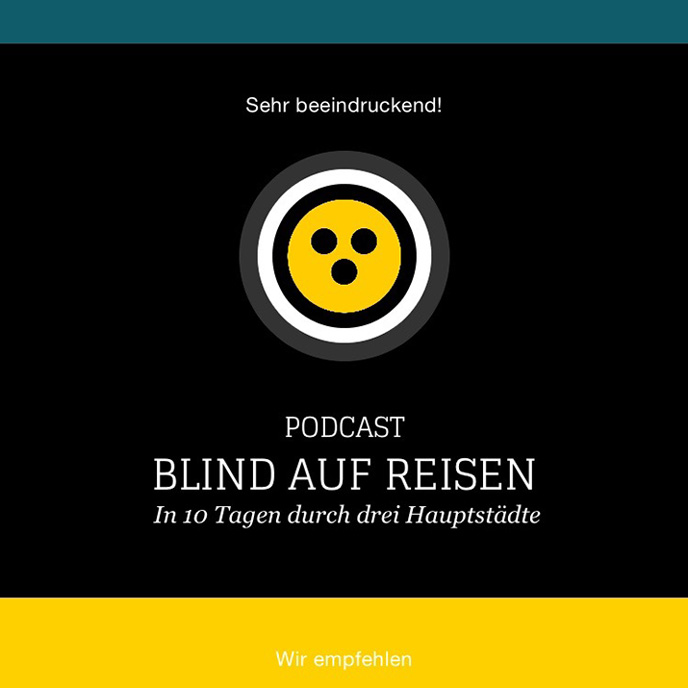 Sehr beeindruckend!
PODCAST
BLIND AUF REISEN
In 10 Tagen durch drei Hauptstädte
Wir empfehlen